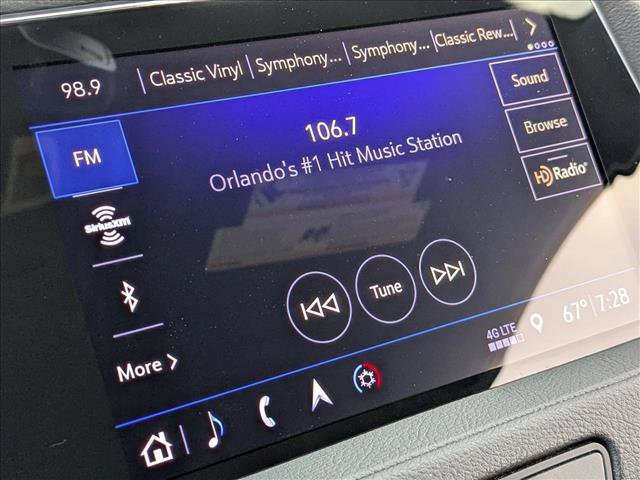 98.9 | Classic Vinyl | Symphony... | Symphony... | Classic Rew... >
FM
SiriusXM
More >
106.7
Orlando's #1 Hit Music Station
Tune
Sound
Browse
HD Radio®
4G LTE
67° | 7:28